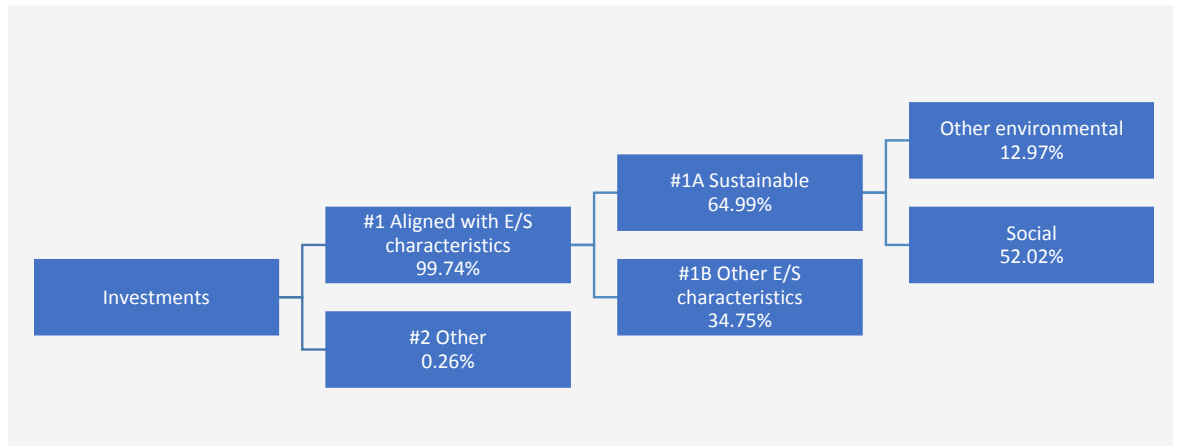 Investments
#1 Aligned with E/S
characteristics
99.74%
#2 Other
0.26%
#1A Sustainable
64.99%
#1B Other E/S
characteristics
34.75%
Other environmental
12.97%
Social
52.02%